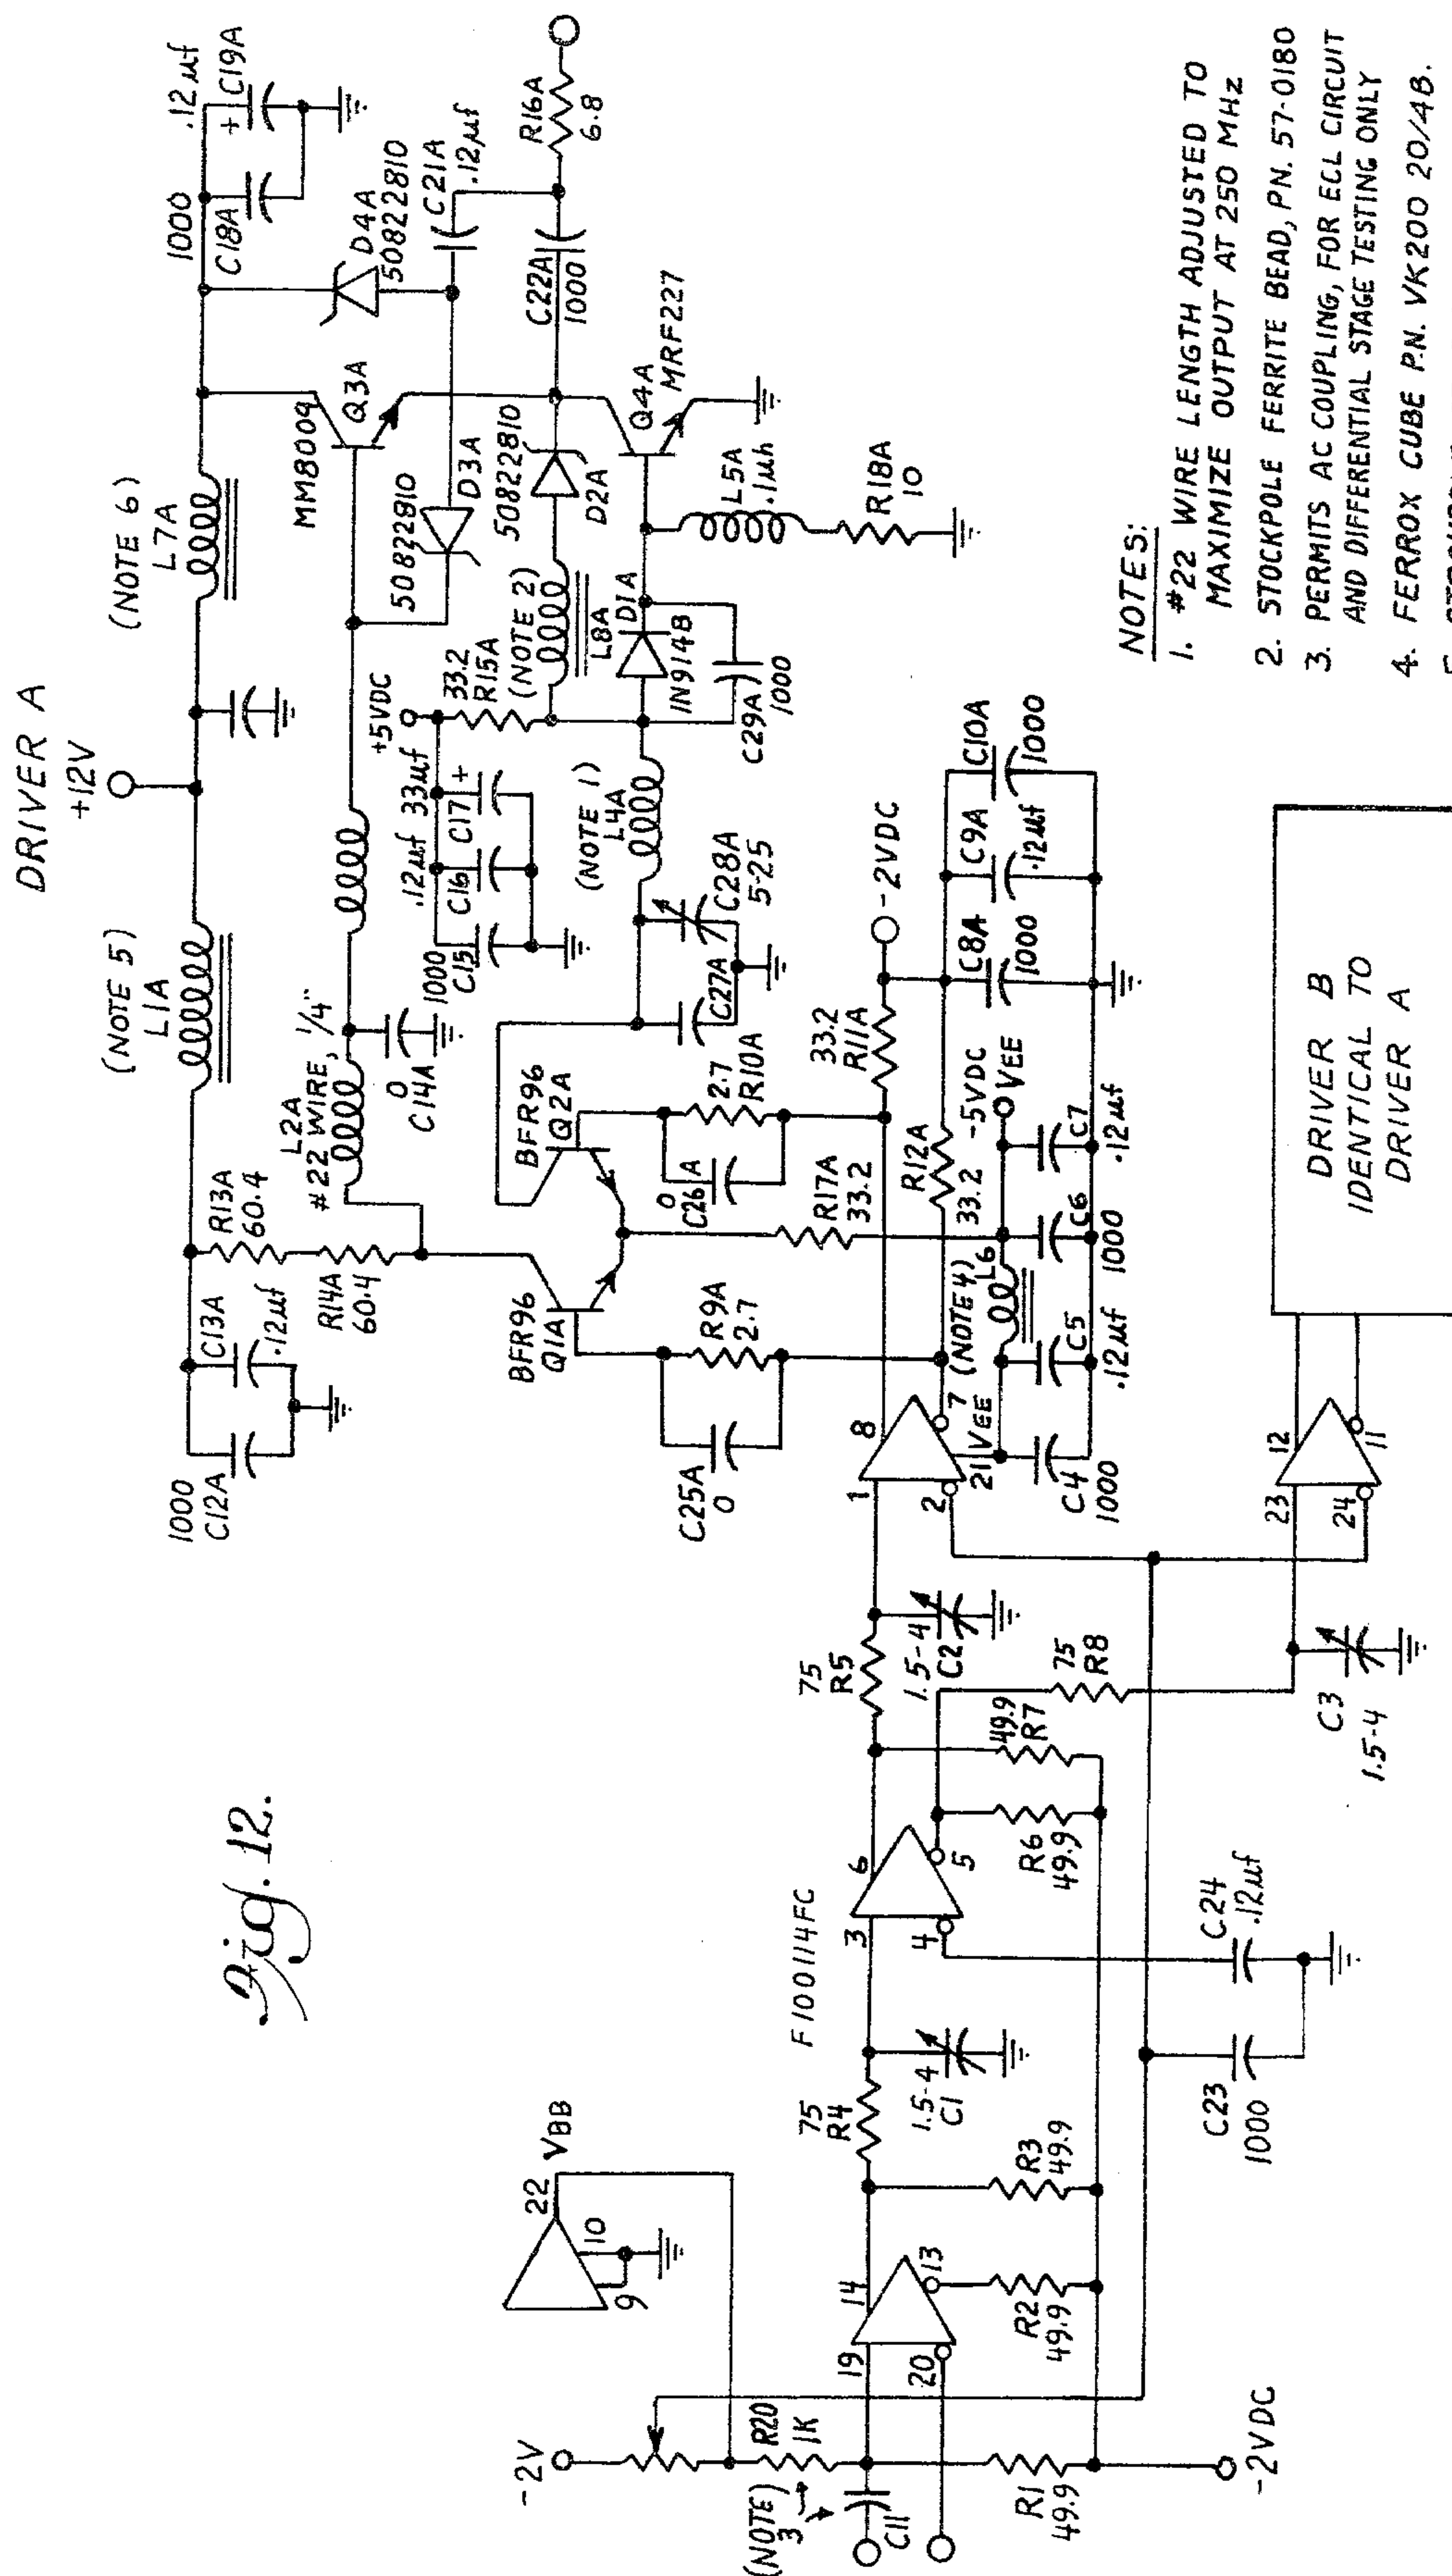 Fig. 12.
DRIVER A
+12V
(NOTE 5)
L1A
(NOTE 6)
L7A
1000
C12A
C13A
.12µf
R13A
60.4
R14A
60.4
L2A
#22 WIRE, 1/4"
0
C14A
1000
C18A
.12µf
+
C19A
MM8009
Q3A
D4A
50822810
50822810
D3A
C21A
.12µf
R16A
6.8
C22A
1000
+5VDC
33.2
R15A
1000
C15
.12µf
C16
33µf
C17
+
(NOTE 2)
L8A
50822810
D2A
Q4A
MRF227
D1A
1N914B
C29A
1000
L5A
.1µh
R18A
10
(NOTE 1)
L4A
C27A
C28A
5-25
BFR96
Q1A
BFR96
Q2A
C25A
0
R9A
2.7
0
C26A
2.7
R10A
R17A
33.2
33.2
R11A
R12A
33.2
-2VDC
C8A
1000
C9A
.12µf
C10A
1000
-5VDC
VEE
(NOTE 4)
L6
C4
1000
C5
.12µf
C6
1000
C7
.12µf
1
2
8
7
21
VEE
VBB
22
10
9
-2V
R20
1K
(NOTE
3)
C11
19
20
14
13
R1
49.9
R2
49.9
R3
49.9
-2VDC
75
R4
1.5-4
C1
F100114FC
3
4
6
5
R6
49.9
49.9
R7
75
R5
1.5-4
C2
75
R8
C23
1000
C24
.12µf
C3
1.5-4
23
24
12
11
DRIVER B
IDENTICAL TO
DRIVER A
NOTES:
1. #22 WIRE LENGTH ADJUSTED TO
MAXIMIZE OUTPUT AT 250 MHz
2. STOCKPOLE FERRITE BEAD, PN. 57-0180
3. PERMITS AC COUPLING, FOR ECL CIRCUIT
AND DIFFERENTIAL STAGE TESTING ONLY
4. FERROX CUBE P.N. VK200 20/4B.